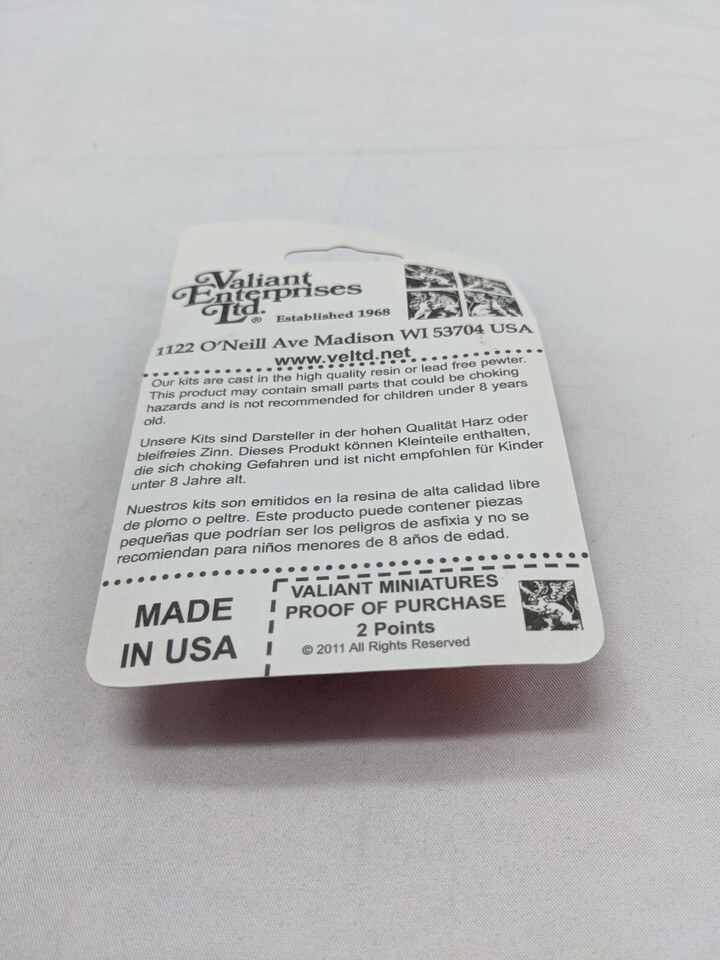 Valiant
Enterprises
Ltd.® Established 1968
1122 O'Neill Ave Madison WI 53704 USA
www.veltd.net
Our kits are cast in the high quality resin or lead free pewter.
This product may contain small parts that could be choking
hazards and is not recommended for children under 8 years
old.
Unsere Kits sind Darsteller in der hohen Qualität Harz oder
bleifreies Zinn. Dieses Produkt können Kleinteile enthalten,
die sich choking Gefahren und ist nicht empfohlen für Kinder
unter 8 Jahre alt.
Nuestros kits son emitidos en la resina de alta calidad libre
de plomo o peltre. Este producto puede contener piezas
pequeñas que podrían ser los peligros de asfixia y no se
recomiendan para niños menores de 8 años de edad.
MADE
IN USA
VALIANT MINIATURES
PROOF OF PURCHASE
2 Points
© 2011 All Rights Reserved